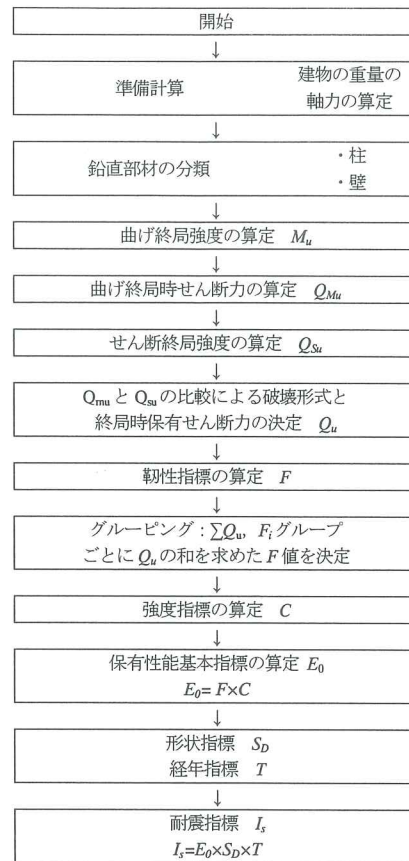 開始
↓
準備計算
建物の重量の
軸力の算定
↓
鉛直部材の分類
・柱
・壁
↓
曲げ終局強度の算定 Mu
↓
曲げ終局時せん断力の算定 QMu
↓
せん断終局強度の算定 QSu
↓
Qmu と Qsu の比較による破壊形式と
終局時保有せん断力の決定 Qu
↓
靭性指標の算定 F
↓
グルーピング：∑Qu, Fiグループ
ごとに Qu の和を求めた F 値を決定
↓
強度指標の算定 C
↓
保有性能基本指標の算定 E0
E0= F×C
↓
形状指標 SD
経年指標 T
↓
耐震指標 Is
Is=E0×SD×T